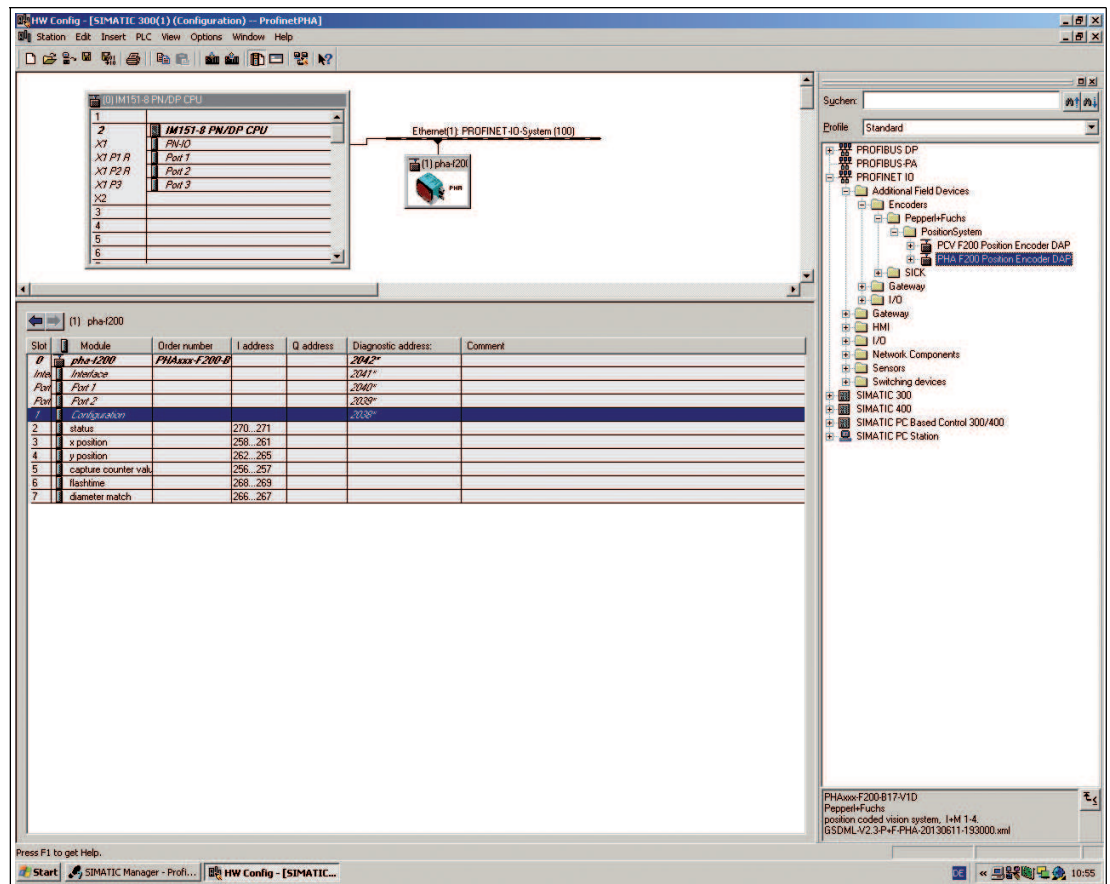 HW Config - [SIMATIC 300(1) (Configuration) -- ProfinetPHA]
Station Edit Insert PLC View Options Window Help
(0) IM151-8 PN/DP CPU
1
2 IM151-8 PN/DP CPU
X1 PN-IO
X1 P1 R Port 1
X1 P2 R Port 2
X1 P3 Port 3
X2
3
4
5
6
Ethernet(1): PROFINET-IO-System (100)
(1) pha-f200
PHA
(1) pha-f200
Slot Module Order number I address Q address Diagnostic address: Comment
0 pha-f200 PHAxxx-F200-B 2042*
Inte Interface 2041*
Port Port 1 2040*
Port Port 2 2039*
1 Configuration 2038*
2 status 270...271
3 x position 258...261
4 y position 262...265
5 capture counter valu 256...257
6 flashtime 268...269
7 diameter match 266...267
Suchen:
Profile Standard
PROFIBUS DP
PROFIBUS-PA
PROFINET IO
Additional Field Devices
Encoders
Pepperl+Fuchs
PositionSystem
PCV F200 Position Encoder DAP
PHA F200 Position Encoder DAP
SICK
Gateway
I/O
Gateway
HMI
I/O
Network Components
Sensors
Switching devices
SIMATIC 300
SIMATIC 400
SIMATIC PC Based Control 300/400
SIMATIC PC Station
PHAxxx-F200-B17-V1D
Pepperl+Fuchs
position coded vision system, I+M 1-4.
GSDML-V2.3-P+F-PHA-20130611-193000.xml
Press F1 to get Help.
Start SIMATIC Manager - Profi... HW Config - [SIMATIC... DE « 10:55